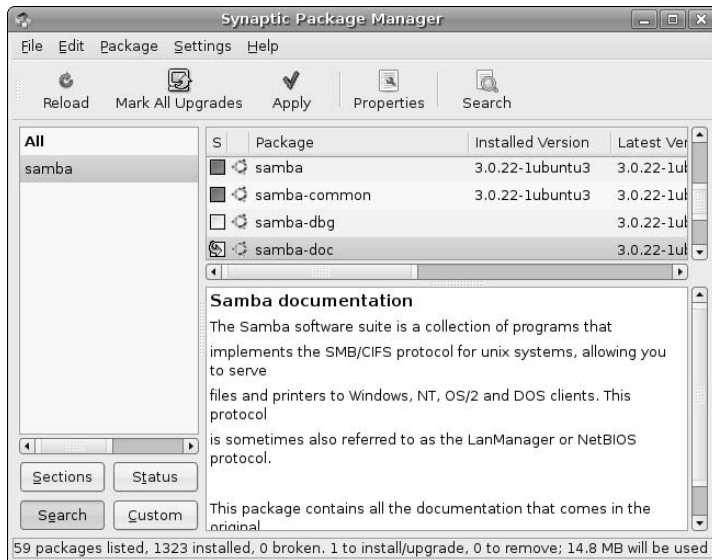 Synaptic Package Manager
File Edit Package Settings Help
Reload Mark All Upgrades Apply Properties Search
All
samba
S Package Installed Version Latest Ver
samba 3.0.22-1ubuntu3 3.0.22-1ub
samba-common 3.0.22-1ubuntu3 3.0.22-1ub
samba-dbg 3.0.22-1ub
samba-doc 3.0.22-1ub
Samba documentation
The Samba software suite is a collection of programs that
implements the SMB/CIFS protocol for unix systems, allowing you
to serve
files and printers to Windows, NT, OS/2 and DOS clients. This
protocol
is sometimes also referred to as the LanManager or NetBIOS
protocol.
This package contains all the documentation that comes in the
original
Sections Status
Search Custom
59 packages listed, 1323 installed, 0 broken. 1 to install/upgrade, 0 to remove; 14.8 MB will be used